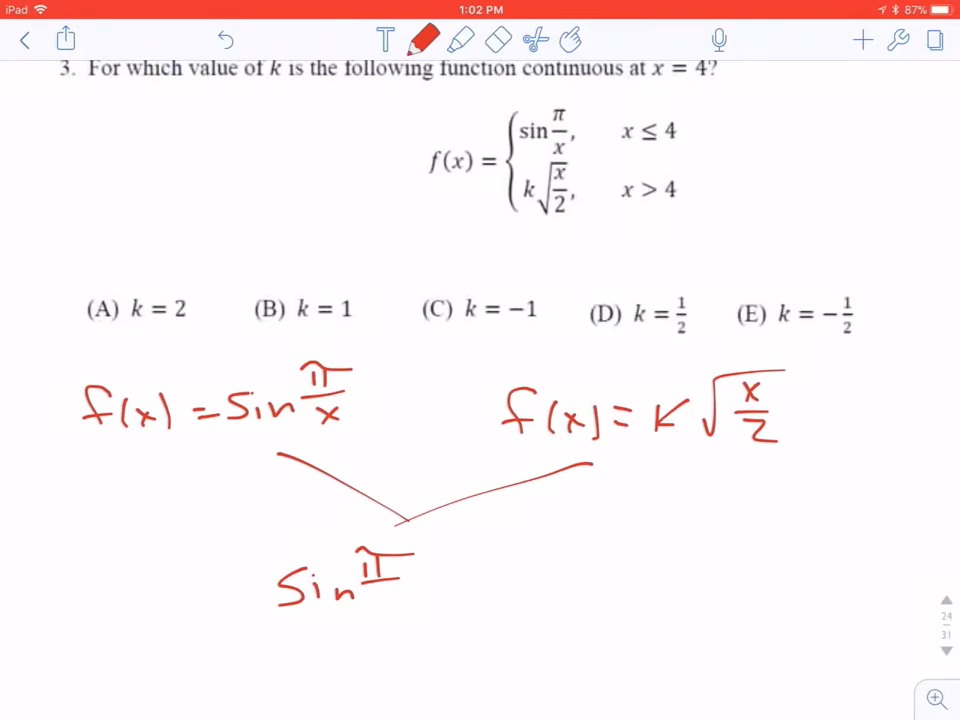 iPad 1:02 PM 87%
T
3. For which value of k is the following function continuous at x = 4?
f(x) = { sin π/x, x ≤ 4
k√(x/2), x > 4
(A) k = 2 (B) k = 1 (C) k = −1 (D) k = 1/2 (E) k = −1/2
f(x) = sin π/x f(x) = k √(x/2)
sin π
24
31